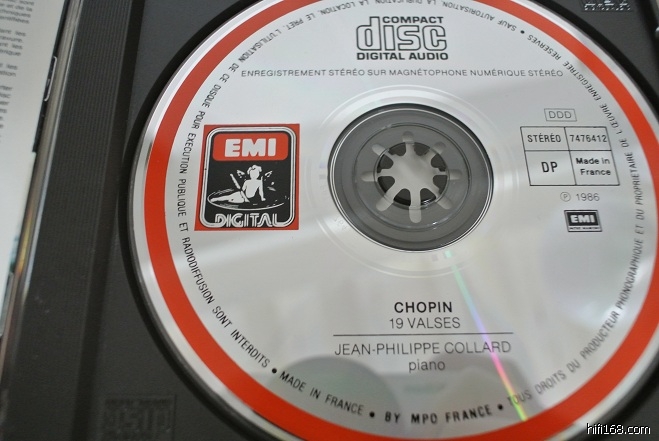 COMPACT
disc
DIGITAL AUDIO
ENREGISTREMENT STÉRÉO SUR MAGNÉTOPHONE NUMÉRIQUE STÉRÉO
DDD
STÉRÉO 7476412
DP Made in France
℗ 1986
EMI
EMI
DIGITAL
CHOPIN
19 VALSES
JEAN-PHILIPPE COLLARD
piano
TOUS DROITS DU PRODUCTEUR PHONOGRAPHIQUE ET DU PROPRIÉTAIRE DE L'ŒUVRE ENREGISTRÉE RÉSERVÉS • SAUF AUTORISATION, LA DUPLICATION, LA LOCATION, LE PRÊT, L'UTILISATION DE CE DISQUE POUR EXÉCUTION PUBLIQUE ET RADIODIFFUSION SONT INTERDITS • MADE IN FRANCE • BY MPO FRANCE •
hifi168.com